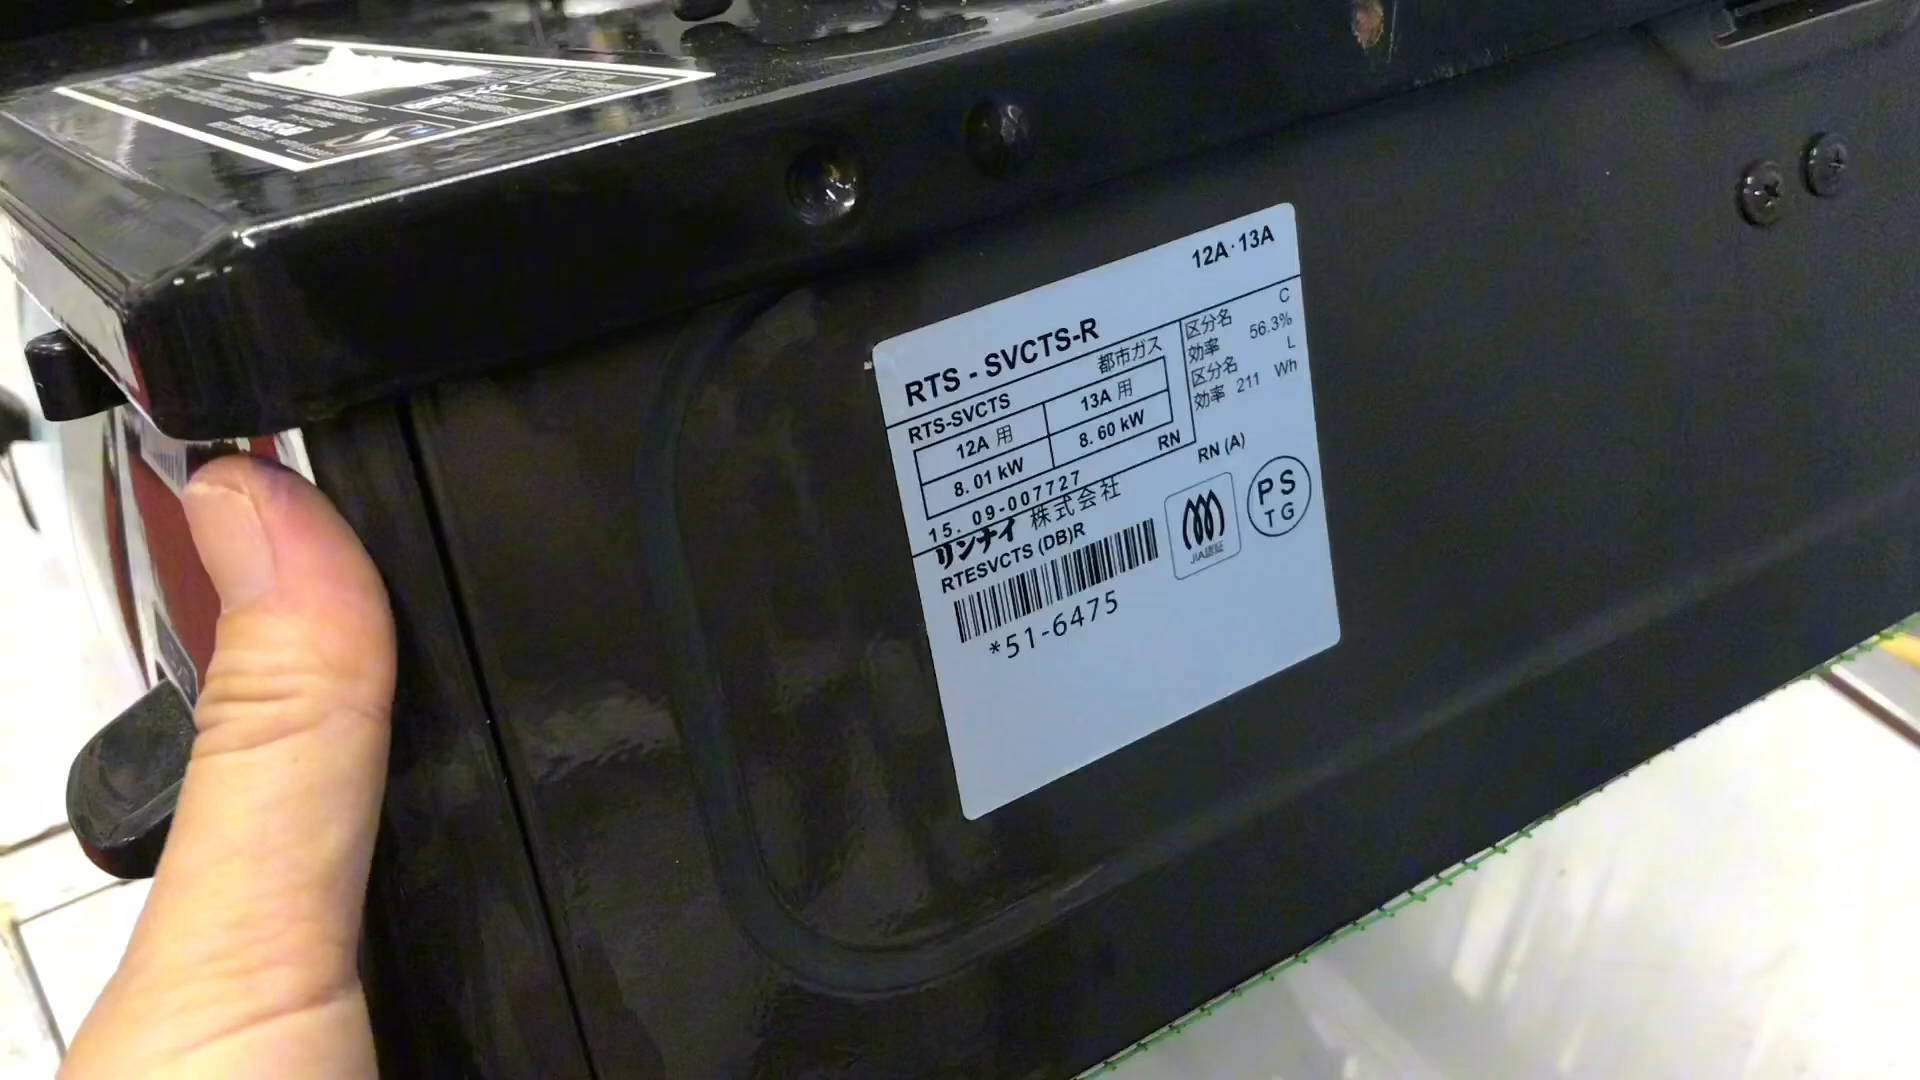 12A・13A
RTS - SVCTS-R
RTS-SVCTS 都市ガス
12A 用 13A 用
8.01 kW 8.60 kW
RN
15. 09-007727
区分名 C
効率 56.3%
区分名 L
効率 211 Wh
リンナイ 株式会社
RN (A)
RTESVCTS (DB)R
JIA認証
PS
TG
*51-6475